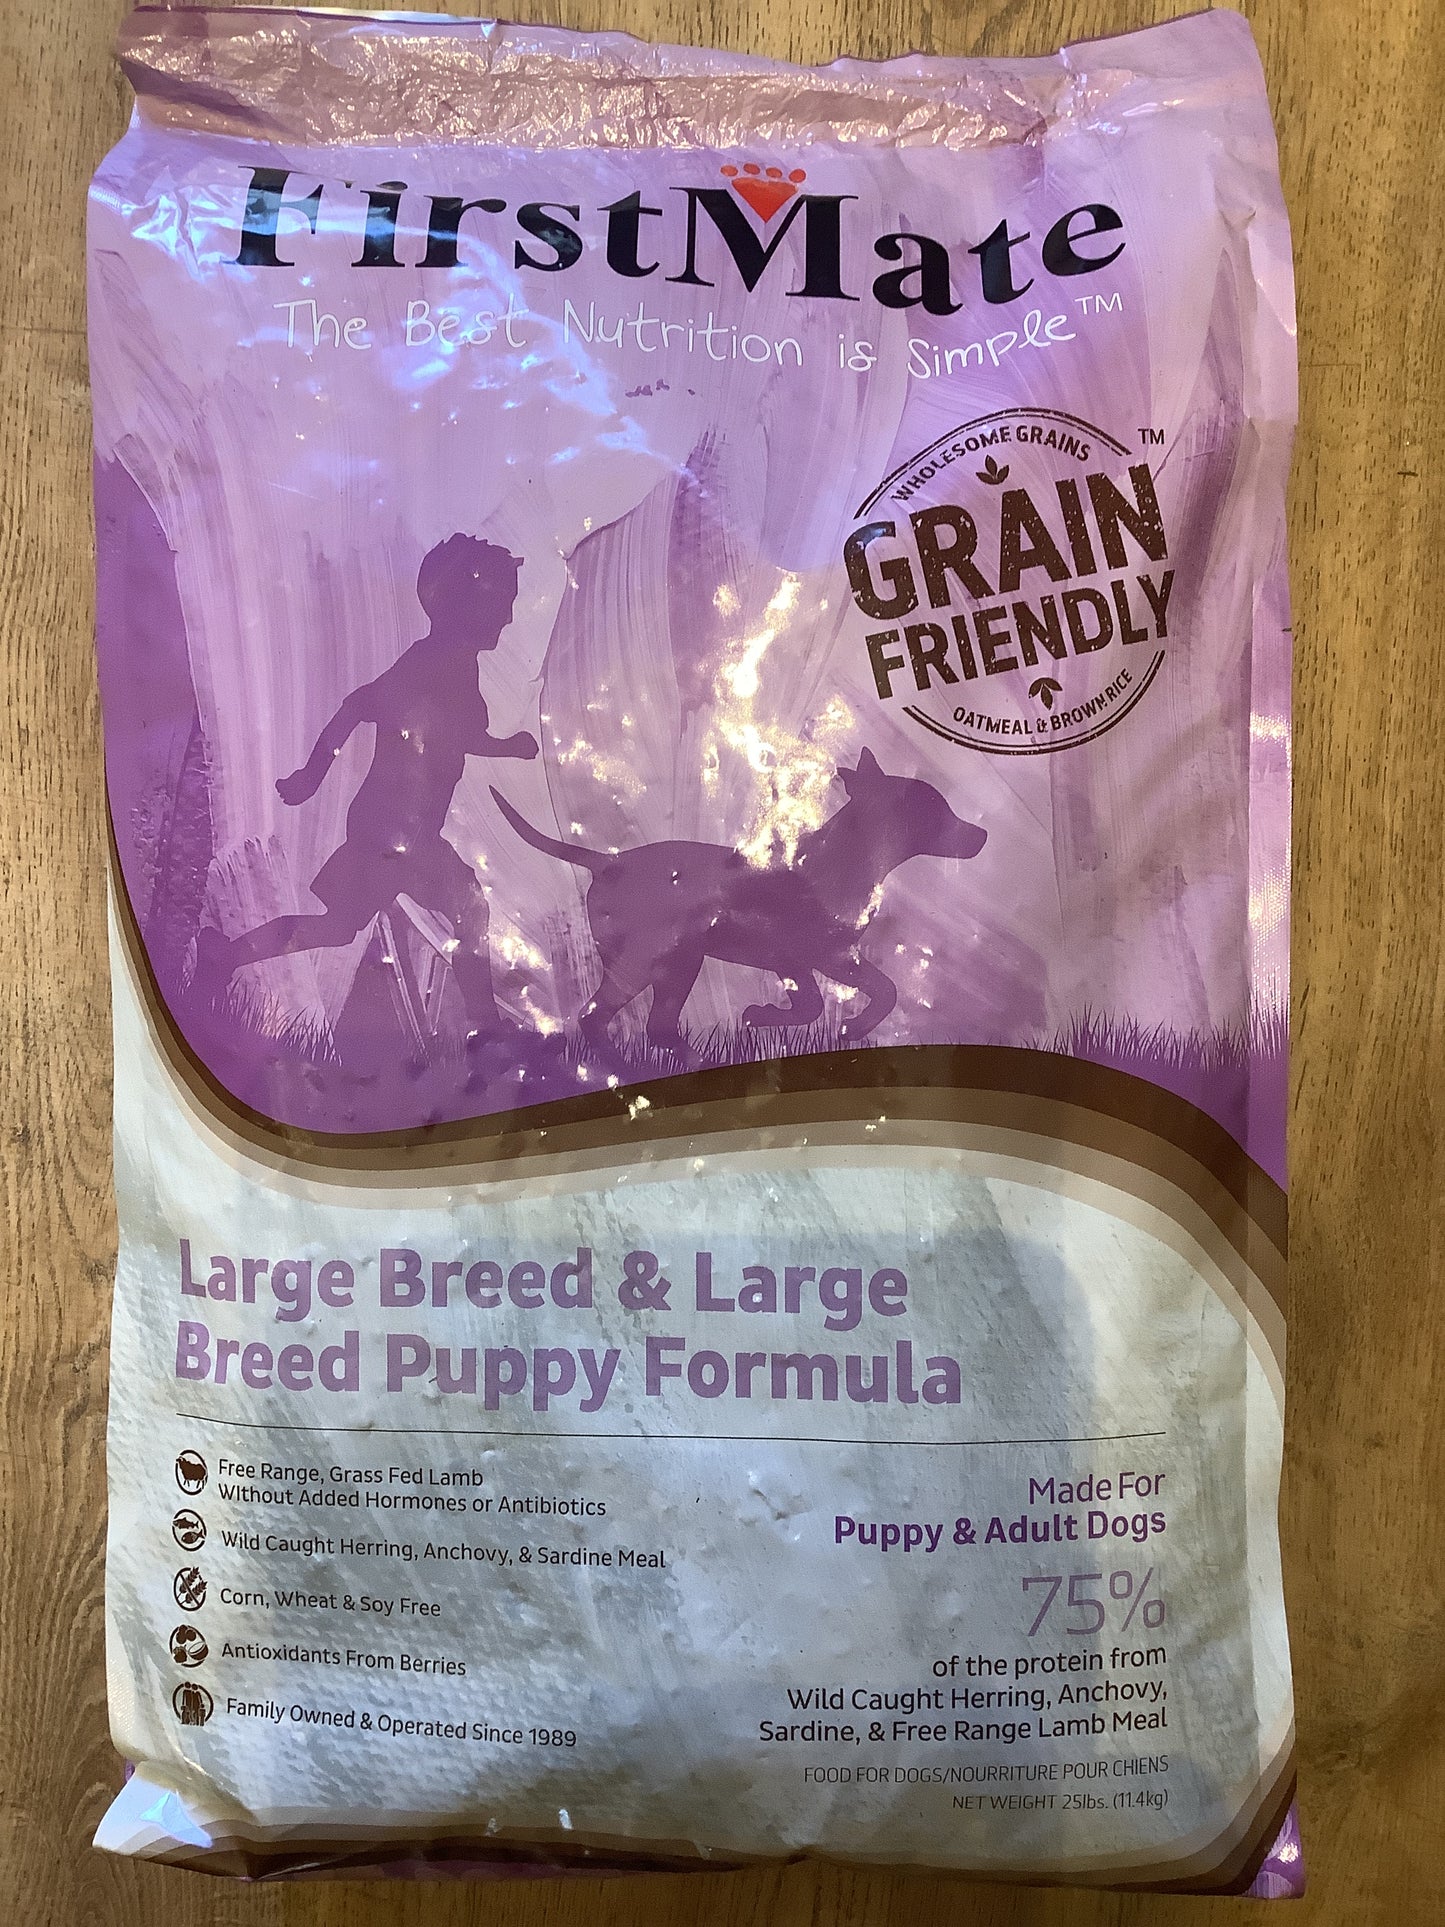 FirstMate
The Best Nutrition is Simple™
WHOLESOME GRAINS
™
GRAIN
FRIENDLY
OATMEAL & BROWN RICE
Large Breed & Large
Breed Puppy Formula
Free Range, Grass Fed Lamb
WIthout Added Hormones or Antibiotics
Wild Caught Herring, Anchovy, & Sardine Meal
Corn, Wheat & Soy Free
Antioxidants From Berries
Family Owned & Operated Since 1989
Made For
Puppy & Adult Dogs
75%
of the protein from
Wild Caught Herring, Anchovy,
Sardine, & Free Range Lamb Meal
FOOD FOR DOGS/NOURRITURE POUR CHIENS
NET WEIGHT 25lbs. (11.4kg)